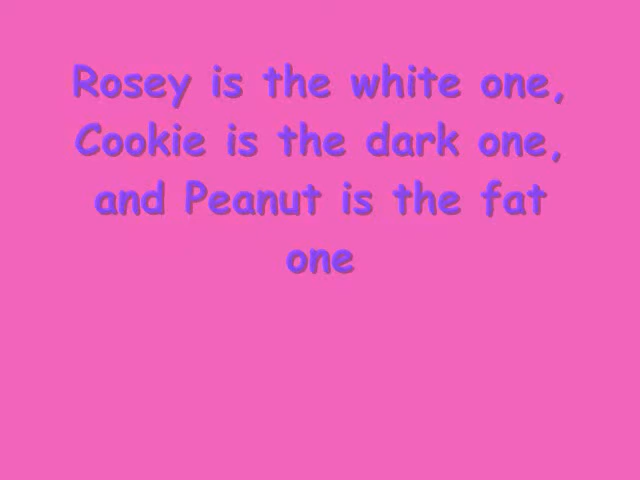 Rosey is the white one,
Cookie is the dark one,
and Peanut is the fat
one